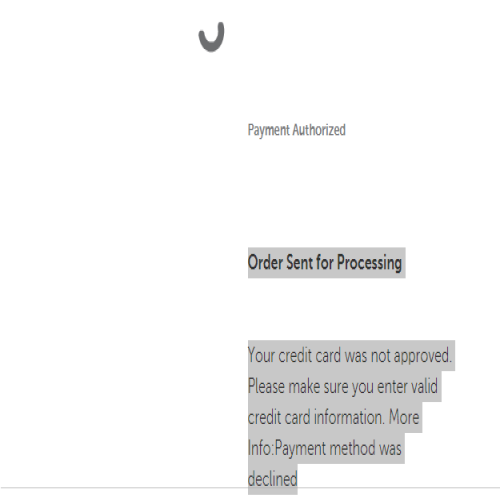 Payment Authorized
Order Sent for Processing
Your credit card was not approved.
Please make sure you enter valid
credit card information. More
Info:Payment method was
declined